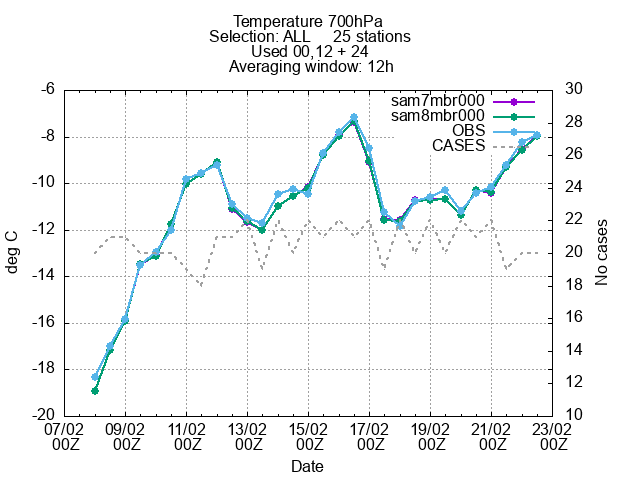 Temperature 700hPa
Selection: ALL 25 stations
Used 00,12 + 24
Averaging window: 12h
sam7mbr000
sam8mbr000
OBS
CASES
-6
-8
-10
-12
-14
-16
-18
-20
deg C
30
28
26
24
22
20
18
16
14
12
10
No cases
07/02 09/02 11/02 13/02 15/02 17/02 19/02 21/02 23/02
00Z 00Z 00Z 00Z 00Z 00Z 00Z 00Z 00Z
Date